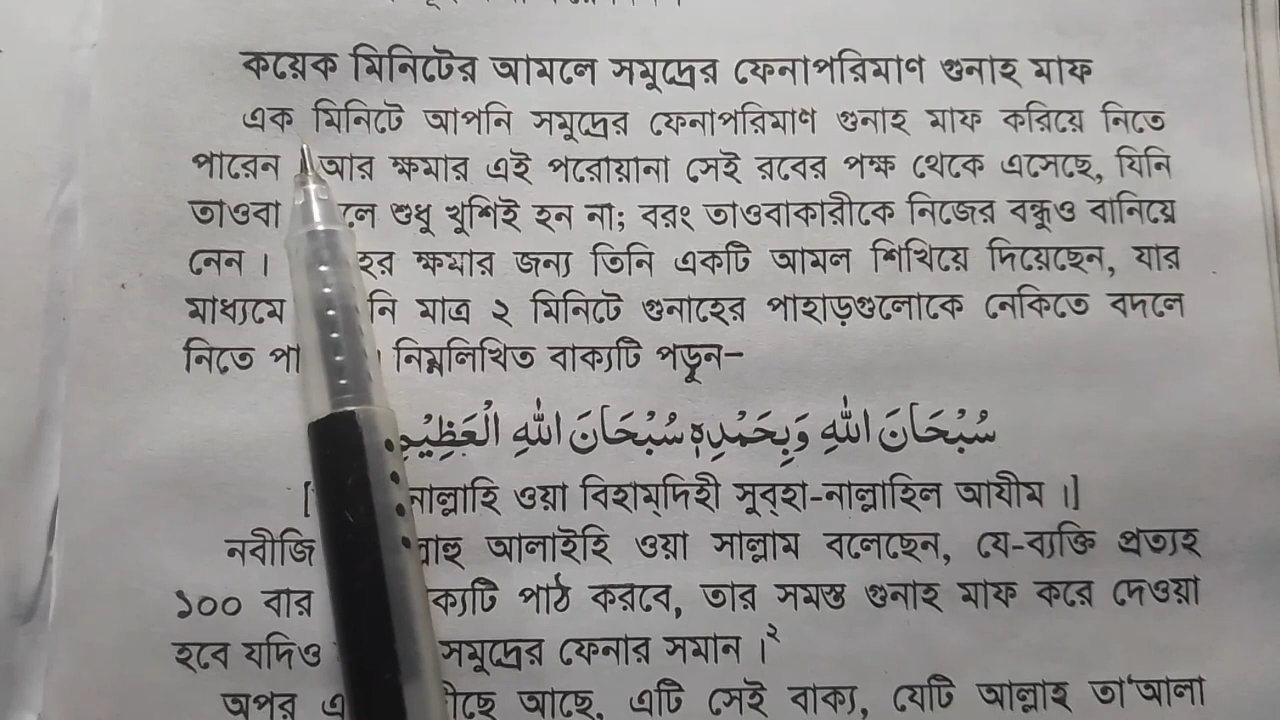 কয়েক মিনিটের আমলে সমুদ্রের ফেনাপরিমাণ গুনাহ মাফ
এক মিনিটে আপনি সমুদ্রের ফেনাপরিমাণ গুনাহ মাফ করিয়ে নিতে
পারেন আর ক্ষমার এই পরোয়ানা সেই রবের পক্ষ থেকে এসেছে, যিনি
তাওবা লে শুধু খুশিই হন না; বরং তাওবাকারীকে নিজের বন্ধুও বানিয়ে
নেন। হের ক্ষমার জন্য তিনি একটি আমল শিখিয়ে দিয়েছেন, যার
মাধ্যমে নি মাত্র ২ মিনিটে গুনাহের পাহাড়গুলোকে নেকিতে বদলে
নিতে পা নিম্নলিখিত বাক্যটি পড়ুন–
سُبْحَانَ اللهِ وَبِحَمْدِهٖ سُبْحَانَ اللهِ الْعَظِيْمِ
[ নাল্লাহি ওয়া বিহাম্‌দিহী সুব্‌হা-নাল্লাহিল আযীম।]
নবীজি ল্লাহু আলাইহি ওয়া সাল্লাম বলেছেন, যে-ব্যক্তি প্রত্যহ
১০০ বার ক্যটি পাঠ করবে, তার সমস্ত গুনাহ মাফ করে দেওয়া
হবে যদিও সমুদ্রের ফেনার সমান।২
অপর এ ীছে আছে, এটি সেই বাক্য, যেটি আল্লাহ তা'আলা